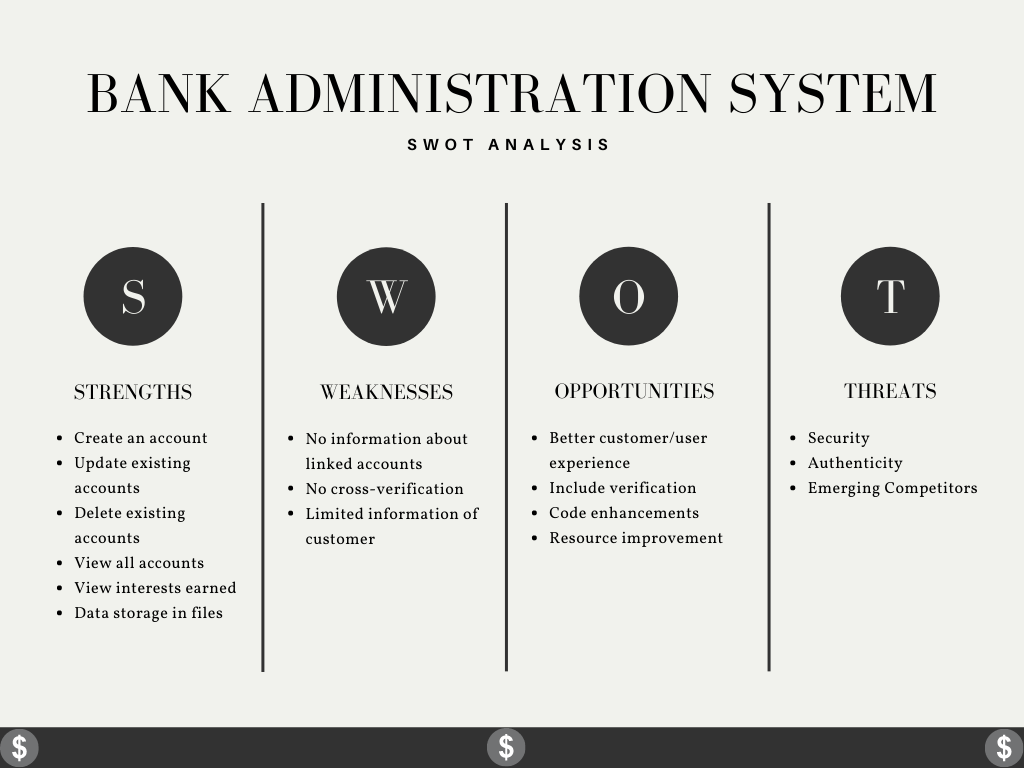 BANK ADMINISTRATION SYSTEM
SWOT ANALYSIS
S
STRENGTHS
• Create an account
• Update existing
accounts
• Delete existing
accounts
• View all accounts
• View interests earned
• Data storage in files
W
WEAKNESSES
• No information about
linked accounts
• No cross-verification
• Limited information of
customer
O
OPPORTUNITIES
• Better customer/user
experience
• Include verification
• Code enhancements
• Resource improvement
T
THREATS
• Security
• Authenticity
• Emerging Competitors
$ $ $